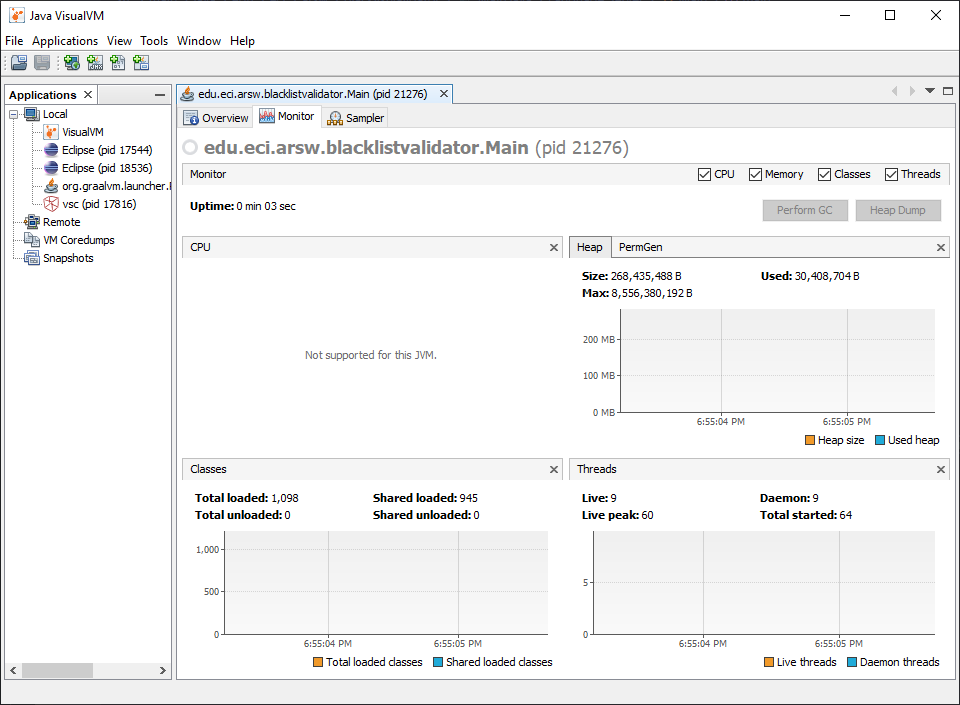 Java VisualVM
File Applications View Tools Window Help
Applications
edu.eci.arsw.blacklistvalidator.Main (pid 21276)
Local
VisualVM
Eclipse (pid 17544)
Eclipse (pid 18536)
org.graalvm.launcher.
vsc (pid 17816)
Remote
VM Coredumps
Snapshots
Overview Monitor Sampler
edu.eci.arsw.blacklistvalidator.Main (pid 21276)
Monitor CPU Memory Classes Threads
Uptime: 0 min 03 sec
Perform GC Heap Dump
CPU
Not supported for this JVM.
Heap PermGen
Size: 268,435,488 B Used: 30,408,704 B
Max: 8,556,380,192 B
200 MB
100 MB
0 MB
6:55:04 PM 6:55:05 PM
Heap size Used heap
Classes
Total loaded: 1,098 Shared loaded: 945
Total unloaded: 0 Shared unloaded: 0
1,000
500
0
6:55:04 PM 6:55:05 PM
Total loaded classes Shared loaded classes
Threads
Live: 9 Daemon: 9
Live peak: 60 Total started: 64
5
0
6:55:04 PM 6:55:05 PM
Live threads Daemon threads